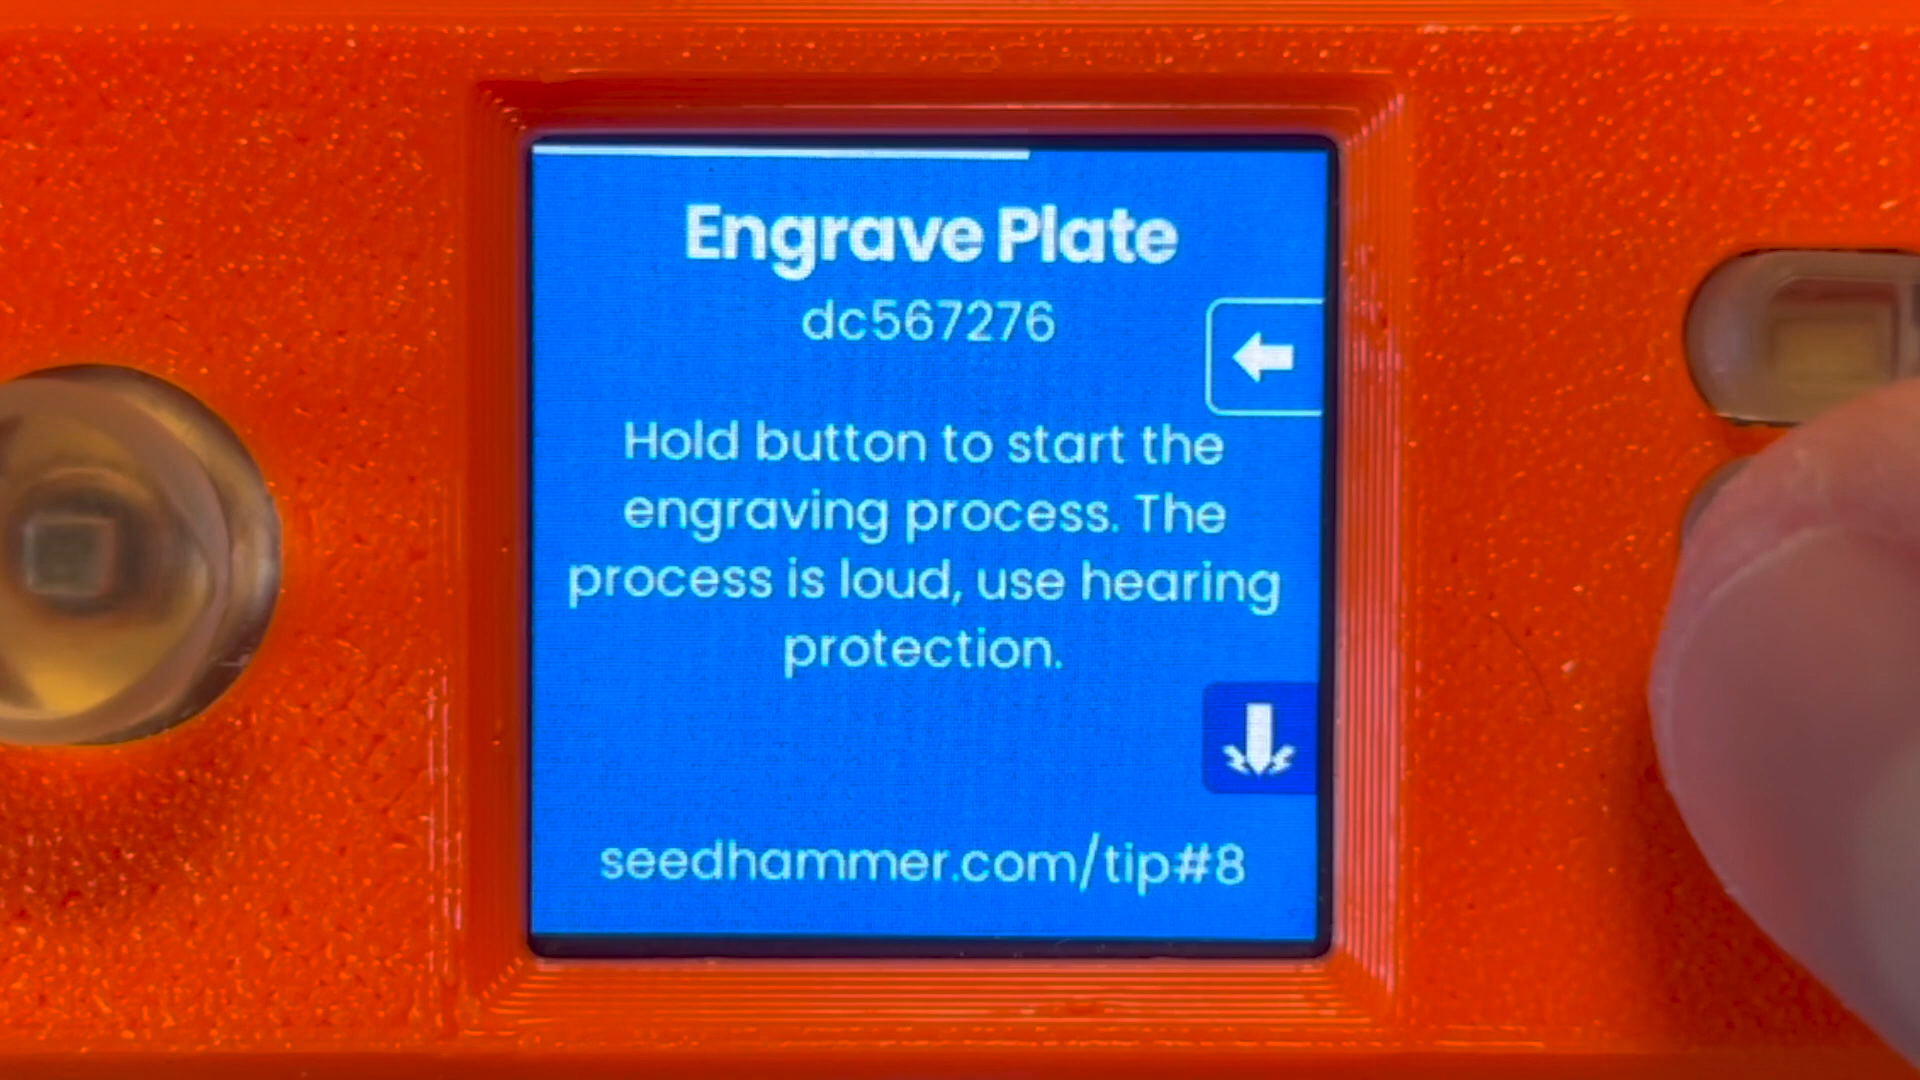 Engrave Plate
dc567276
Hold button to start the
engraving process. The
process is loud, use hearing
protection.
seedhammer.com/tip#8